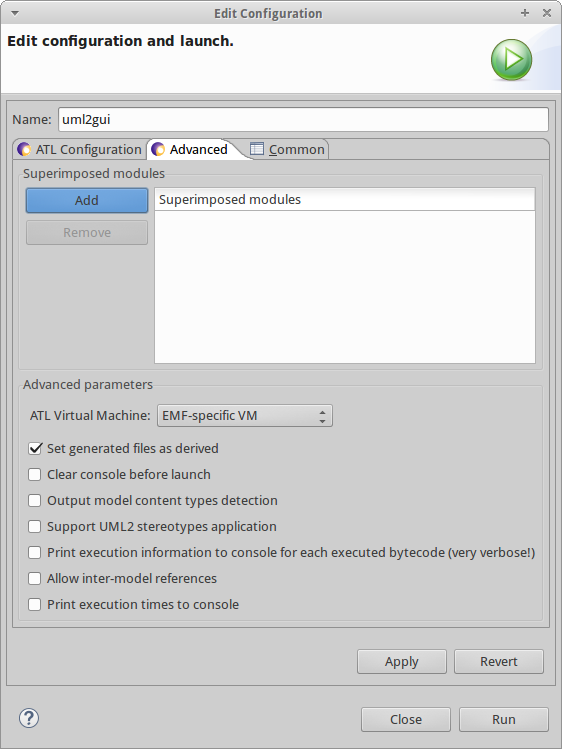 Edit Configuration
Edit configuration and launch.
Name: uml2gui
ATL Configuration Advanced Common
Superimposed modules
Add Superimposed modules
Remove
Advanced parameters
ATL Virtual Machine: EMF-specific VM
Set generated files as derived
Clear console before launch
Output model content types detection
Support UML2 stereotypes application
Print execution information to console for each executed bytecode (very verbose!)
Allow inter-model references
Print execution times to console
Apply Revert
? Close Run